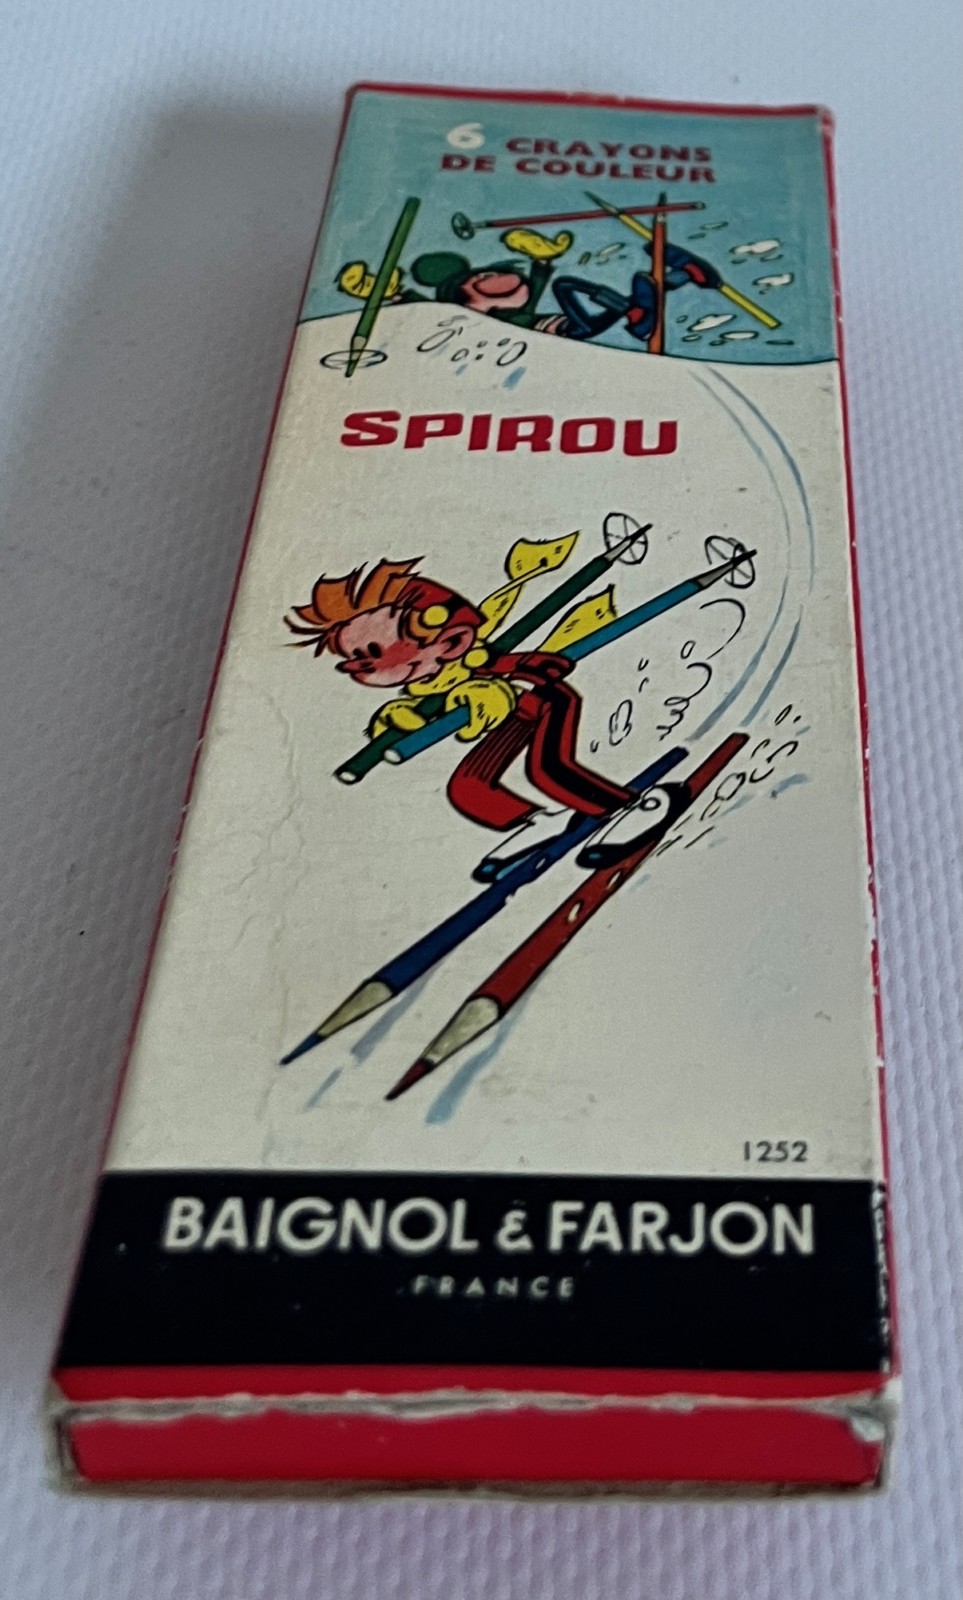 6 CRAYONS
DE COULEUR
SPIROU
1252
BAIGNOL & FARJON
FRANCE